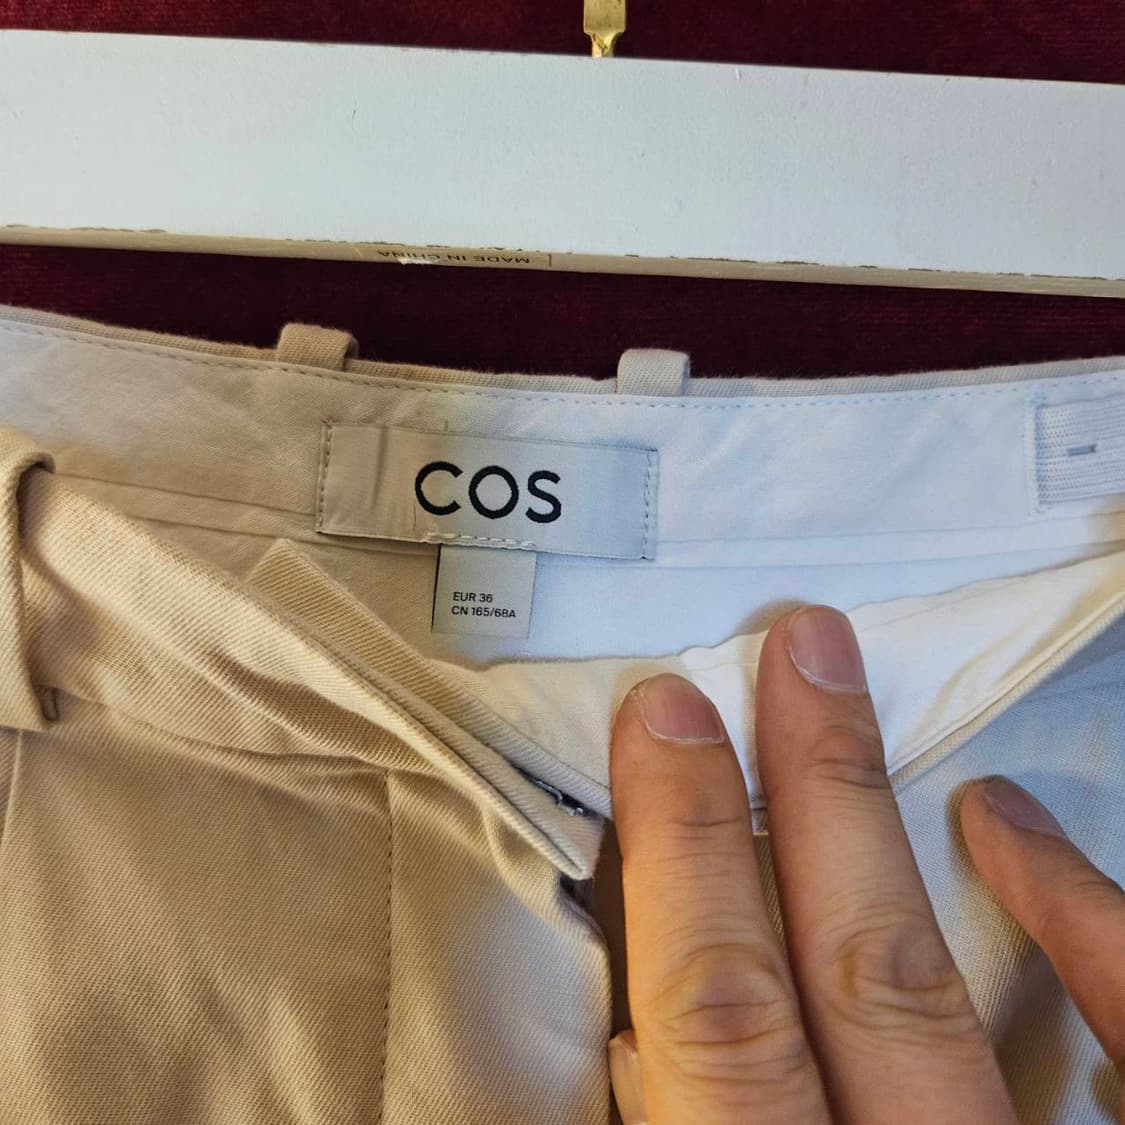 MADE IN CHINA
COS
EUR 36
CN 165/68A